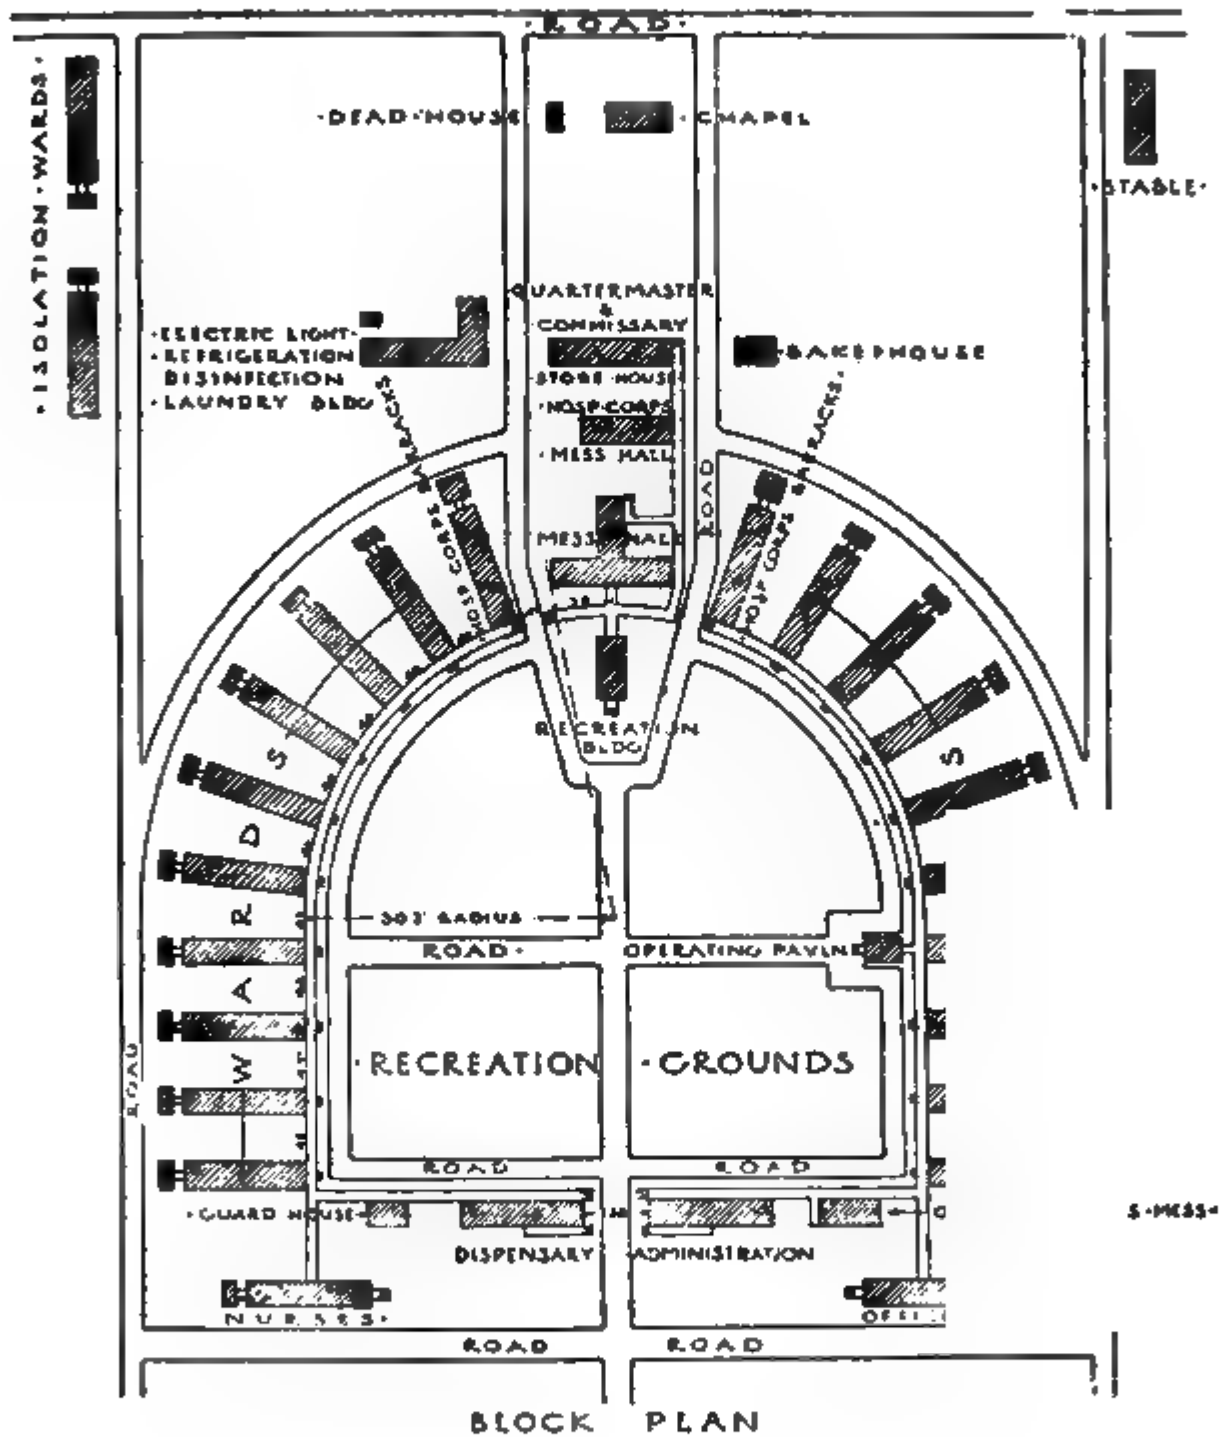 ·ROAD·
·DEAD·HOUSE
·CHAPEL
·ISOLATION·WARDS·
·STABLE·
QUARTERMASTER
&
COMMISSARY
STORE HOUSE
·ELECTRIC LIGHT·
·REFRIGERATION
DISINFECTION
·LAUNDRY BLDG
BAKEHOUSE
·HOSP·CORPS
·MESS HALL
HOSP CORPS BARRACKS
HOSP CORPS BARRACKS·
ROAD
MESS HALL
RECREATION
BLDG
WARDS
S
303' RADIUS
ROAD·
OPERATING PAV
ROAD
·RECREATION ·GROUNDS
ROAD
ROAD
·GUARD HOUSE·
S·MESS·
DISPENSARY
ADMINISTRATION
NURSES·
ROAD
ROAD
BLOCK PLAN